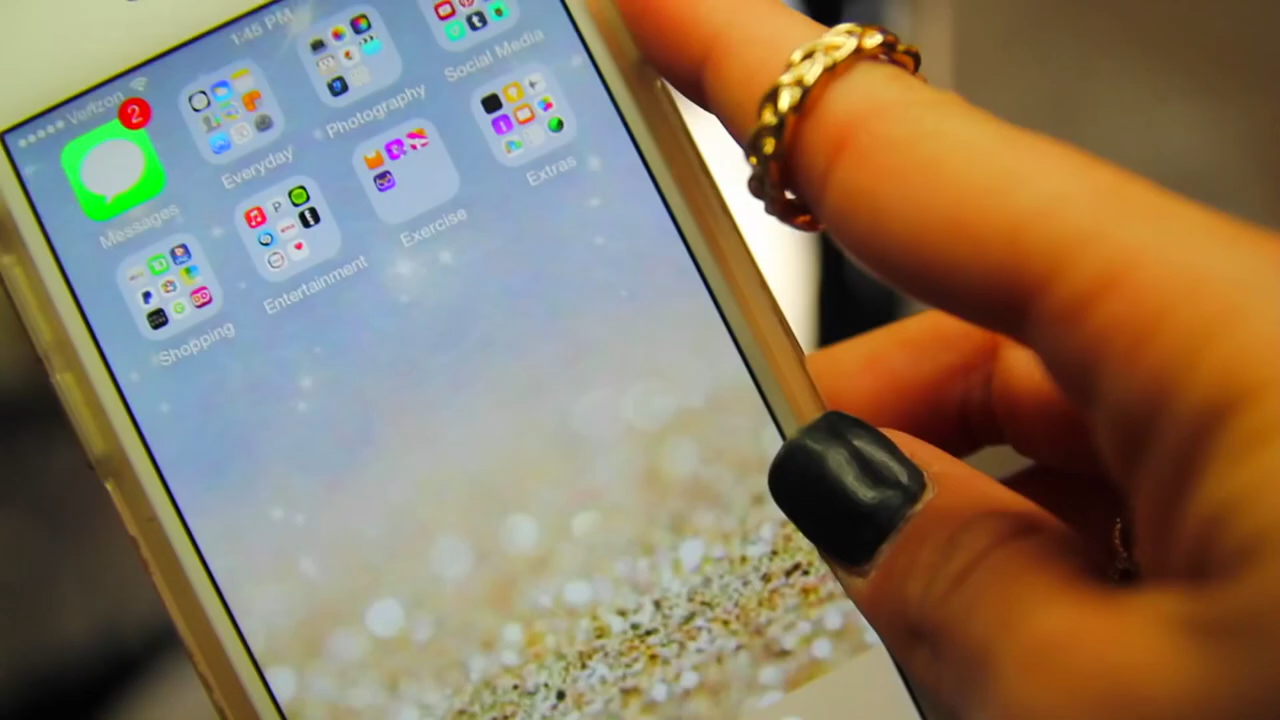 Verizon 1:45 PM
2
Messages Everyday Photography Social Media
Shopping Entertainment Exercise Extras